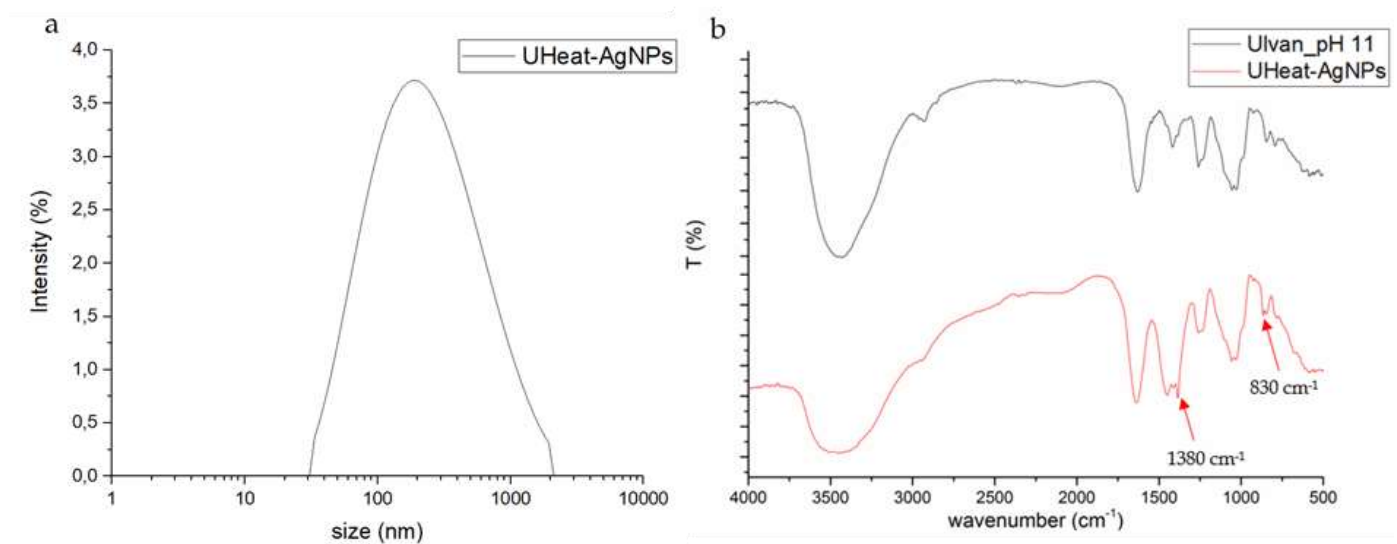 a
UHeat-AgNPs
4,0
3,5
3,0
2,5
2,0
1,5
1,0
0,5
0,0
Intensity (%)
1 10 100 1000 10000
size (nm)
b
Ulvan_pH 11
UHeat-AgNPs
T (%)
830 cm⁻¹
1380 cm⁻¹
4000 3500 3000 2500 2000 1500 1000 500
wavenumber (cm⁻¹)